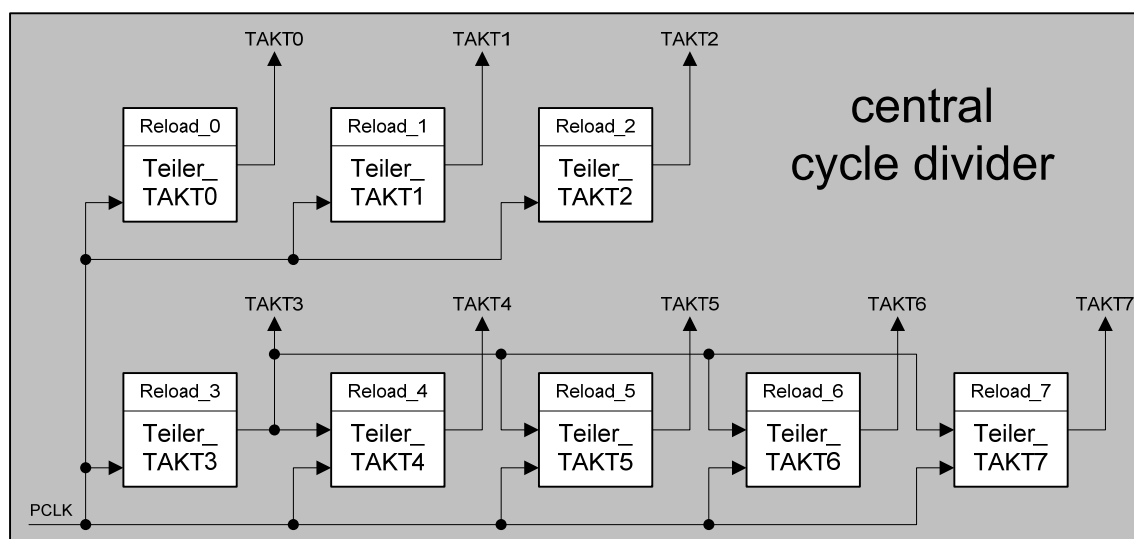 TAKT0
TAKT1
TAKT2
central
cycle divider
Reload_0
Teiler_
TAKT0
Reload_1
Teiler_
TAKT1
Reload_2
Teiler_
TAKT2
TAKT3
TAKT4
TAKT5
TAKT6
TAKT7
Reload_3
Teiler_
TAKT3
Reload_4
Teiler_
TAKT4
Reload_5
Teiler_
TAKT5
Reload_6
Teiler_
TAKT6
Reload_7
Teiler_
TAKT7
PCLK